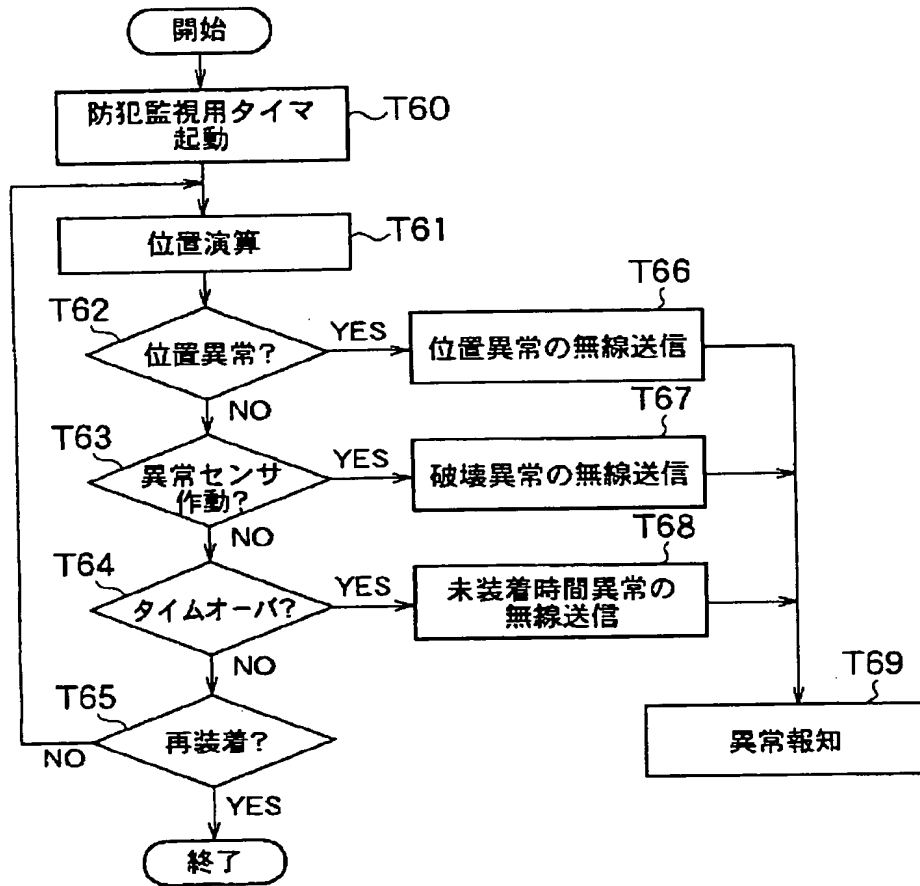 開始
防犯監視用タイマ
起動
T60
位置演算
T61
T62
位置異常?
YES
NO
T66
位置異常の無線送信
T63
異常センサ
作動?
YES
NO
T67
破壊異常の無線送信
T64
タイムオーバ?
YES
NO
T68
未装着時間異常の
無線送信
T65
再装着?
NO
YES
T69
異常報知
終了